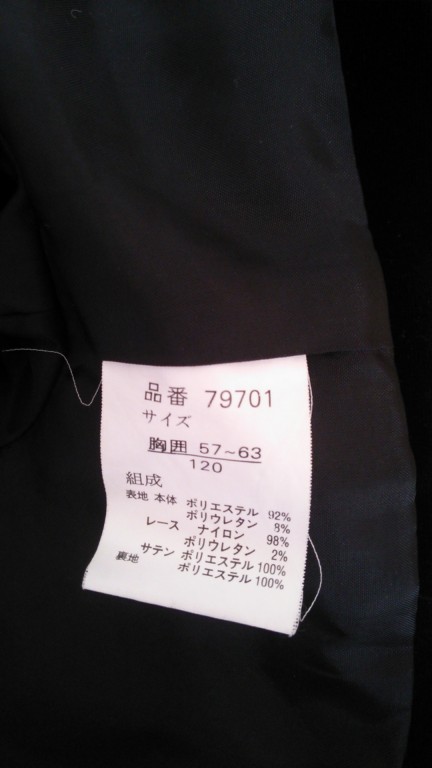 品番 79701
サイズ
胸囲 57~63
120
組成
表地 本体 ポリエステル 92%
ポリウレタン 8%
レース ナイロン 98%
ポリウレタン 2%
サテン ポリエステル 100%
裏地 ポリエステル 100%